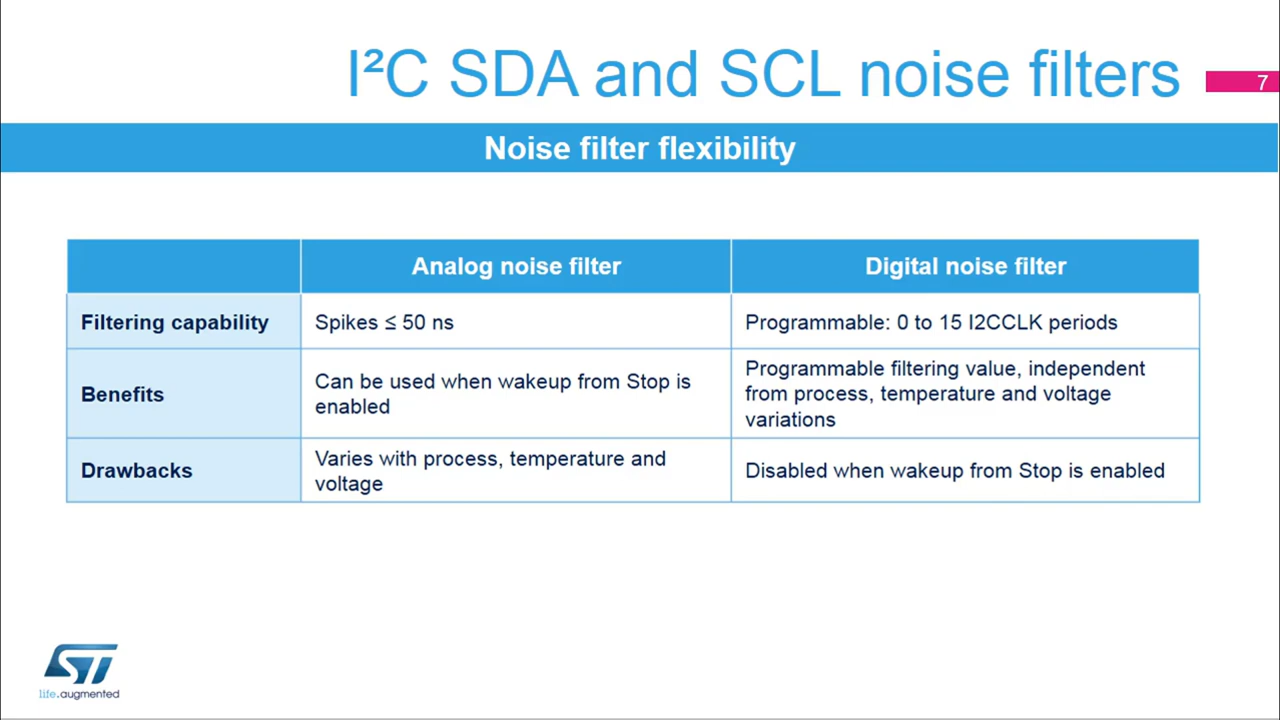 I²C SDA and SCL noise filters
7
Noise filter flexibility
Analog noise filter
Digital noise filter
Filtering capability
Spikes ≤ 50 ns
Programmable: 0 to 15 I2CCLK periods
Benefits
Can be used when wakeup from Stop is
enabled
Programmable filtering value, independent
from process, temperature and voltage
variations
Drawbacks
Varies with process, temperature and
voltage
Disabled when wakeup from Stop is enabled
ST
life.augmented